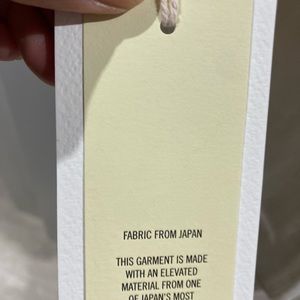 FABRIC FROM JAPAN
THIS GARMENT IS MADE
WITH AN ELEVATED
MATERIAL FROM ONE
OF JAPAN'S MOST